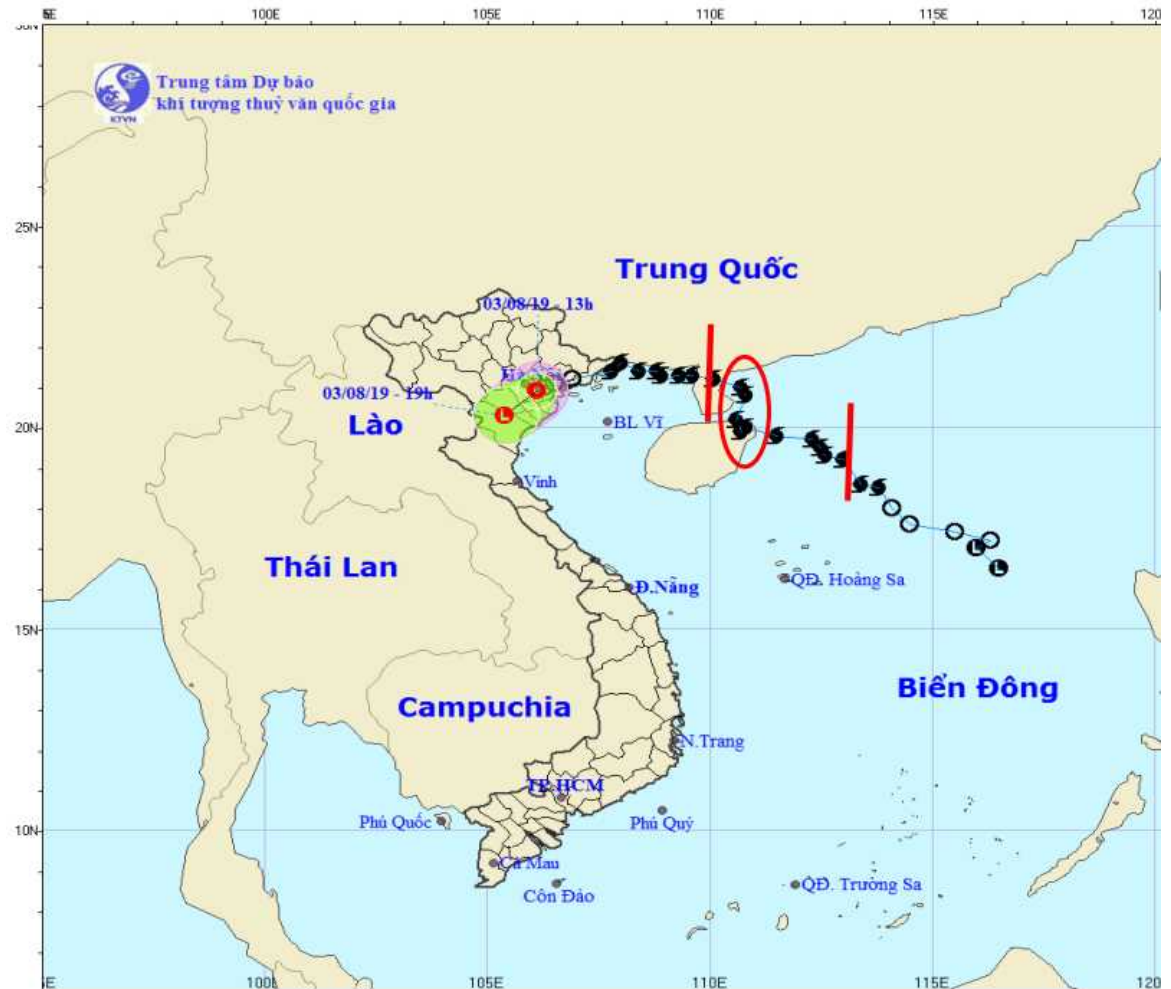 100E
105E
110E
115E
120
Trung tâm Dự báo
khí tượng thuỷ văn quốc gia
KTVN
25N
Trung Quốc
03/08/19 - 13h
03/08/19 - 19h
L
Lào
20N
BL Vĩ
Vinh
L
L
Thái Lan
QĐ. Hoàng Sa
Đ.Nẵng
15N
Biển Đông
Campuchia
N.Trang
TP.HCM
10N
Phú Quốc
Phú Quý
Cà Mau
Côn Đảo
QĐ. Trường Sa
100E
105E
110E
115E
120